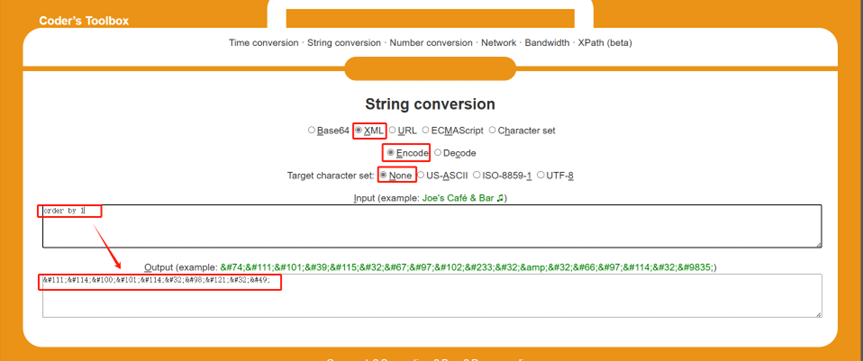 Coder's Toolbox
Time conversion · String conversion · Number conversion · Network · Bandwidth · XPath (beta)
String conversion
Base64 XML URL ECMAScript Character set
Encode Decode
Target character set: None US-ASCII ISO-8859-1 UTF-8
Input (example: Joe's Café & Bar ♫)
order by 1
Output (example: &#74;&#111;&#101;&#39;&#115;&#32;&#67;&#97;&#102;&#233;&#32;&amp;&#32;&#66;&#97;&#114;&#32;&#9835;)
&#111;&#114;&#100;&#101;&#114;&#32;&#98;&#121;&#32;&#49;